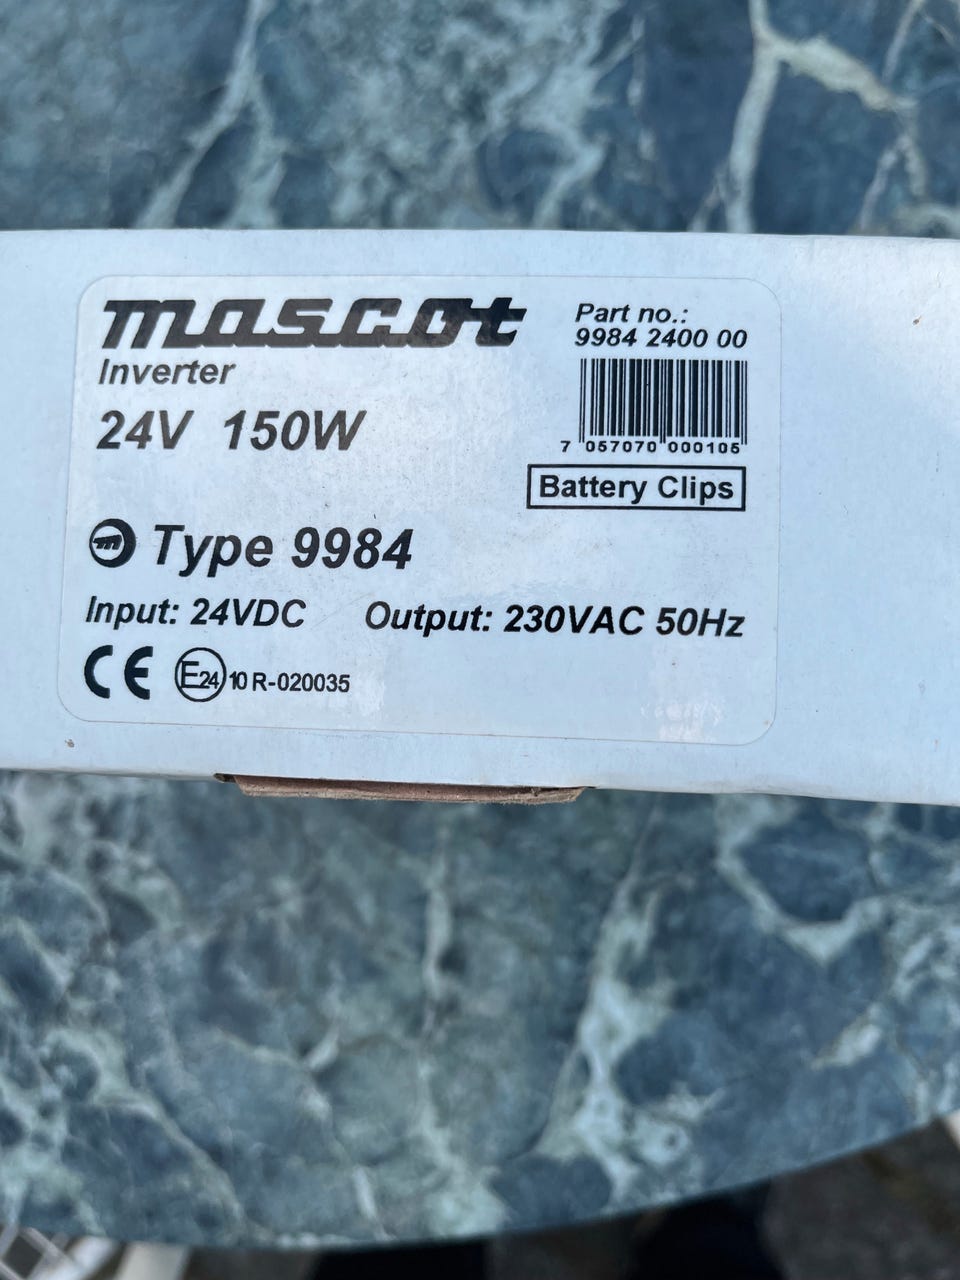 mascot
Inverter
24V 150W
Part no.:
9984 2400 00
7 057070 000105
Battery Clips
m Type 9984
Input: 24VDC Output: 230VAC 50Hz
CE E24 10 R-020035